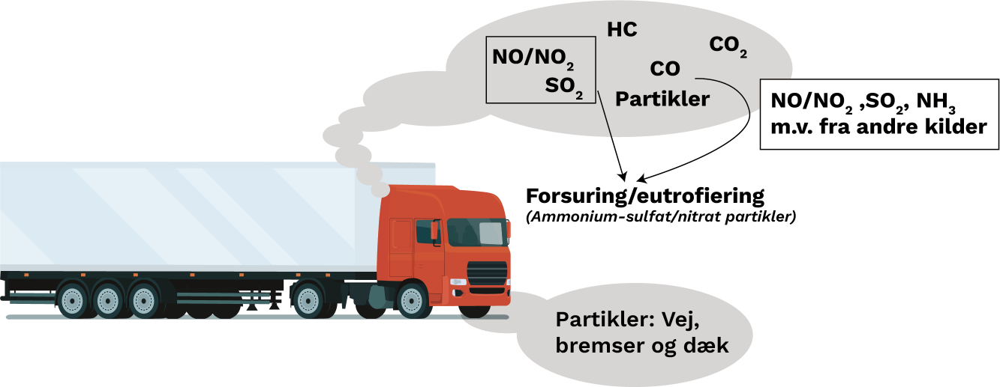 HC
CO₂
NO/NO₂
SO₂
CO
Partikler
NO/NO₂ ,SO₂, NH₃
m.v. fra andre kilder
Forsuring/eutrofiering
(Ammonium-sulfat/nitrat partikler)
Partikler: Vej,
bremser og dæk